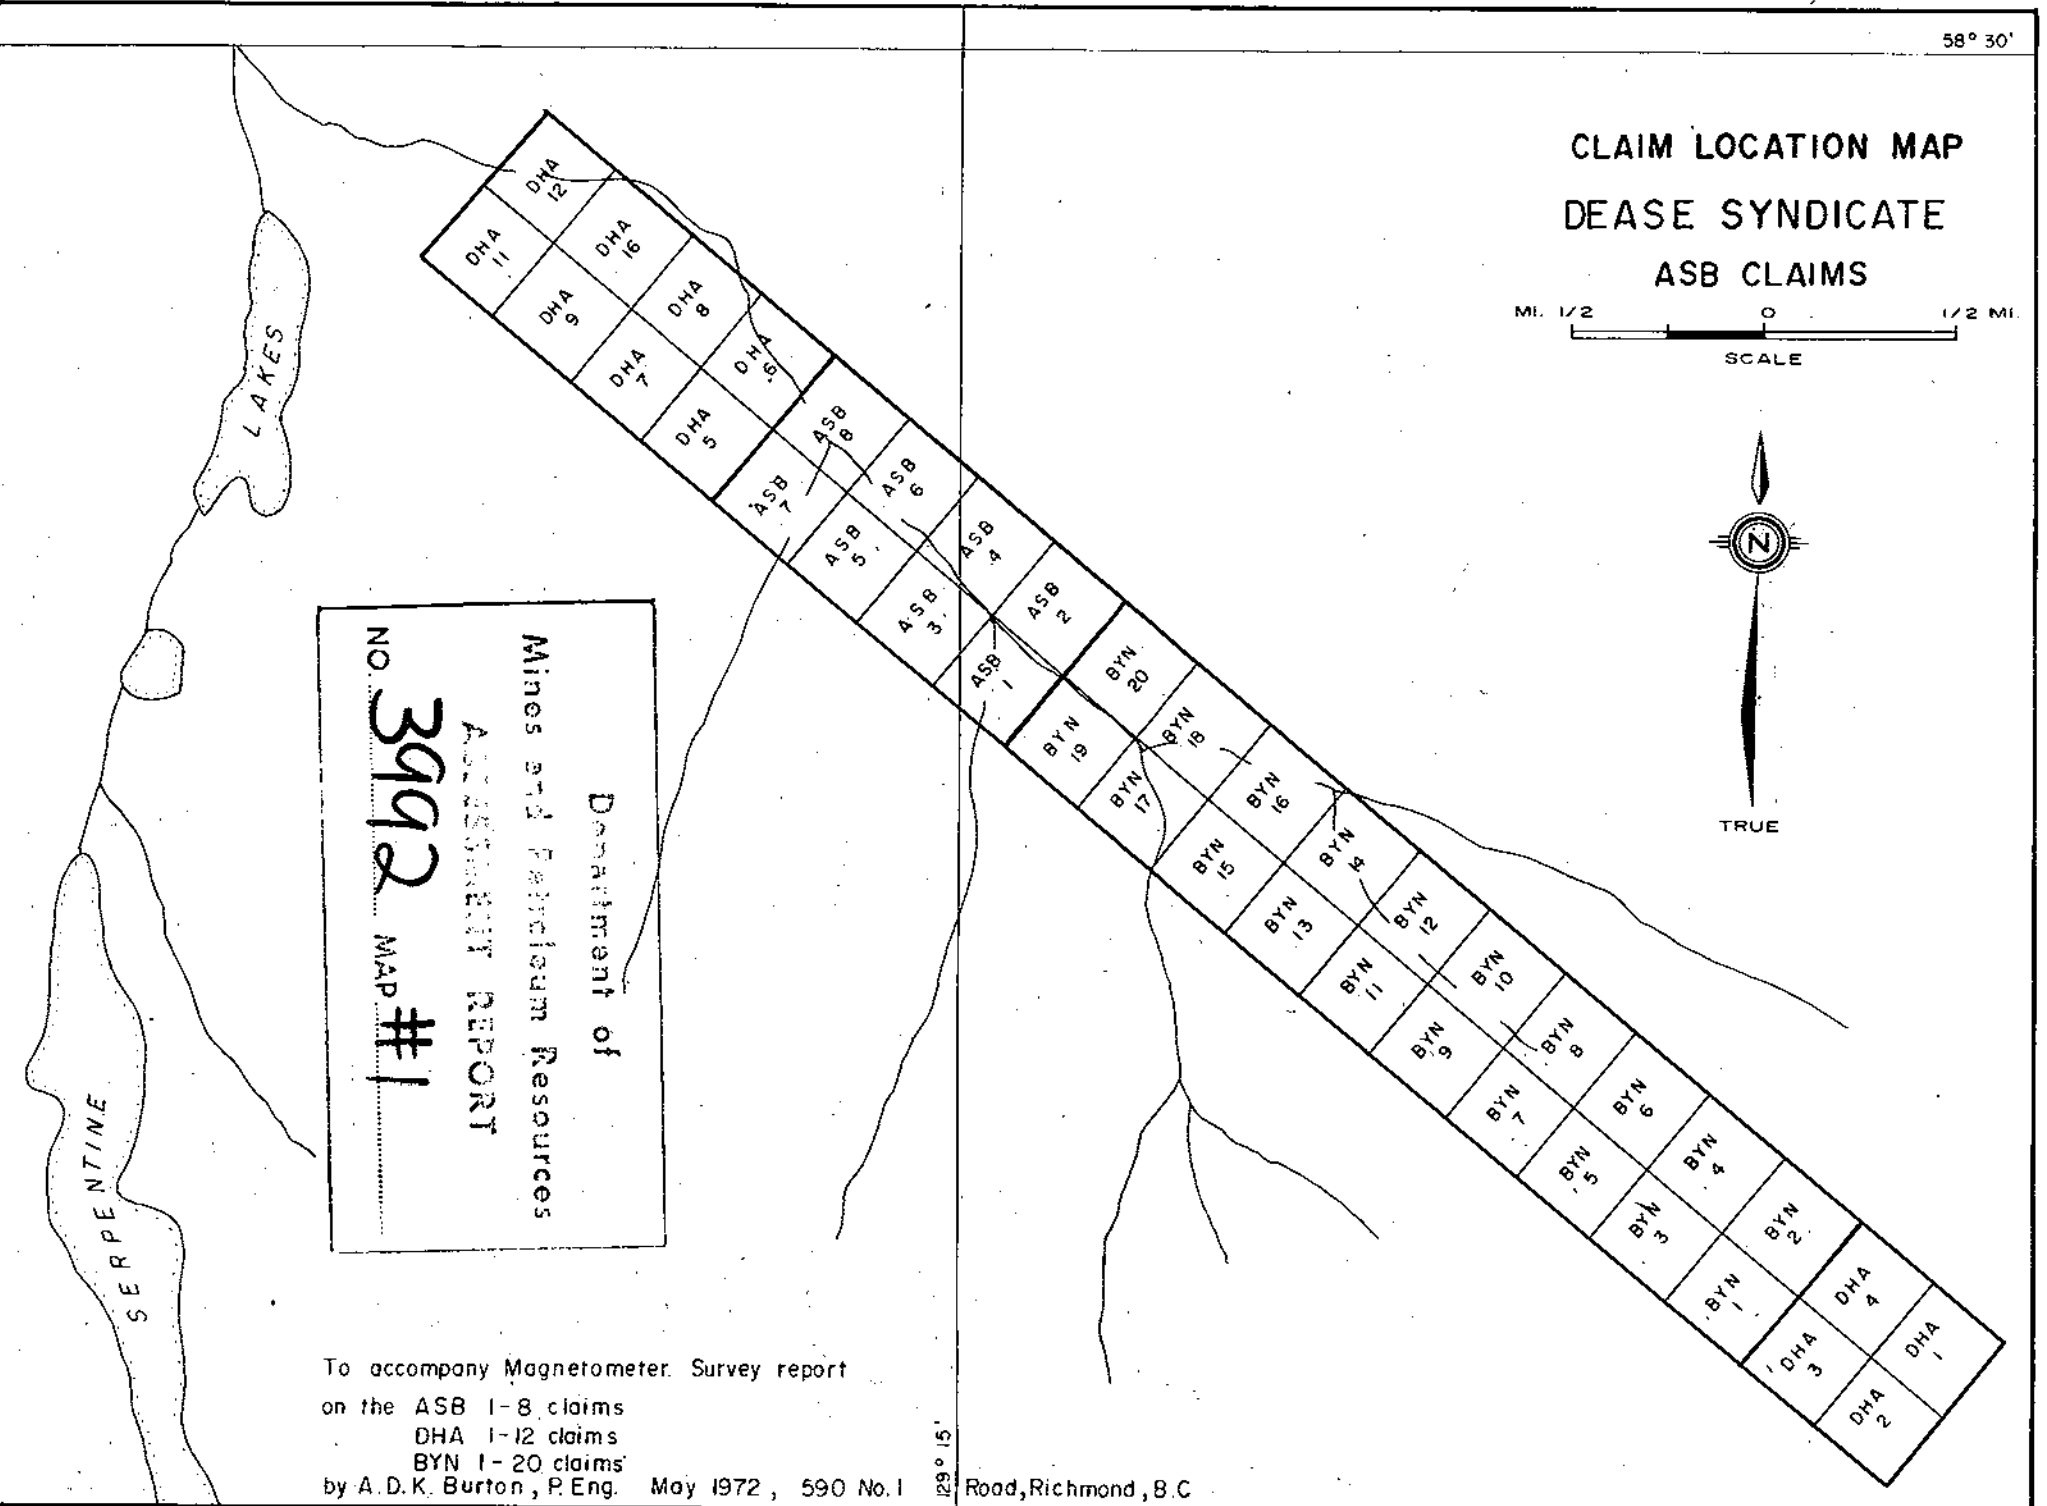 58° 30'
CLAIM LOCATION MAP
DEASE SYNDICATE
ASB CLAIMS
MI. 1/2 0 1/2 MI.
SCALE
N
TRUE
DHA 12
DHA 11
DHA 16
DHA 9
DHA 8
DHA 7
DHA 6
DHA 5
ASB 8
ASB 7
ASB 6
ASB 5
ASB 4
ASB 3
ASB 2
ASB 1
BYN 20
BYN 19
BYN 18
BYN 17
BYN 16
BYN 15
BYN 14
BYN 13
BYN 12
BYN 11
BYN 10
BYN 9
BYN 8
BYN 7
BYN 6
BYN 5
BYN 4
BYN 3
BYN 2
BYN 1
DHA 4
DHA 3
DHA 1
DHA 2
SERPENTINE LAKES
Department of
Mines and Petroleum Resources
ASSESSMENT REPORT
NO. 3992 MAP #1
To accompany Magnetometer Survey report
on the ASB 1-8 claims
DHA 1-12 claims
BYN 1-20 claims
by A.D.K. Burton, P. Eng. May 1972, 590 No. 1 Road, Richmond, B.C
129° 15'